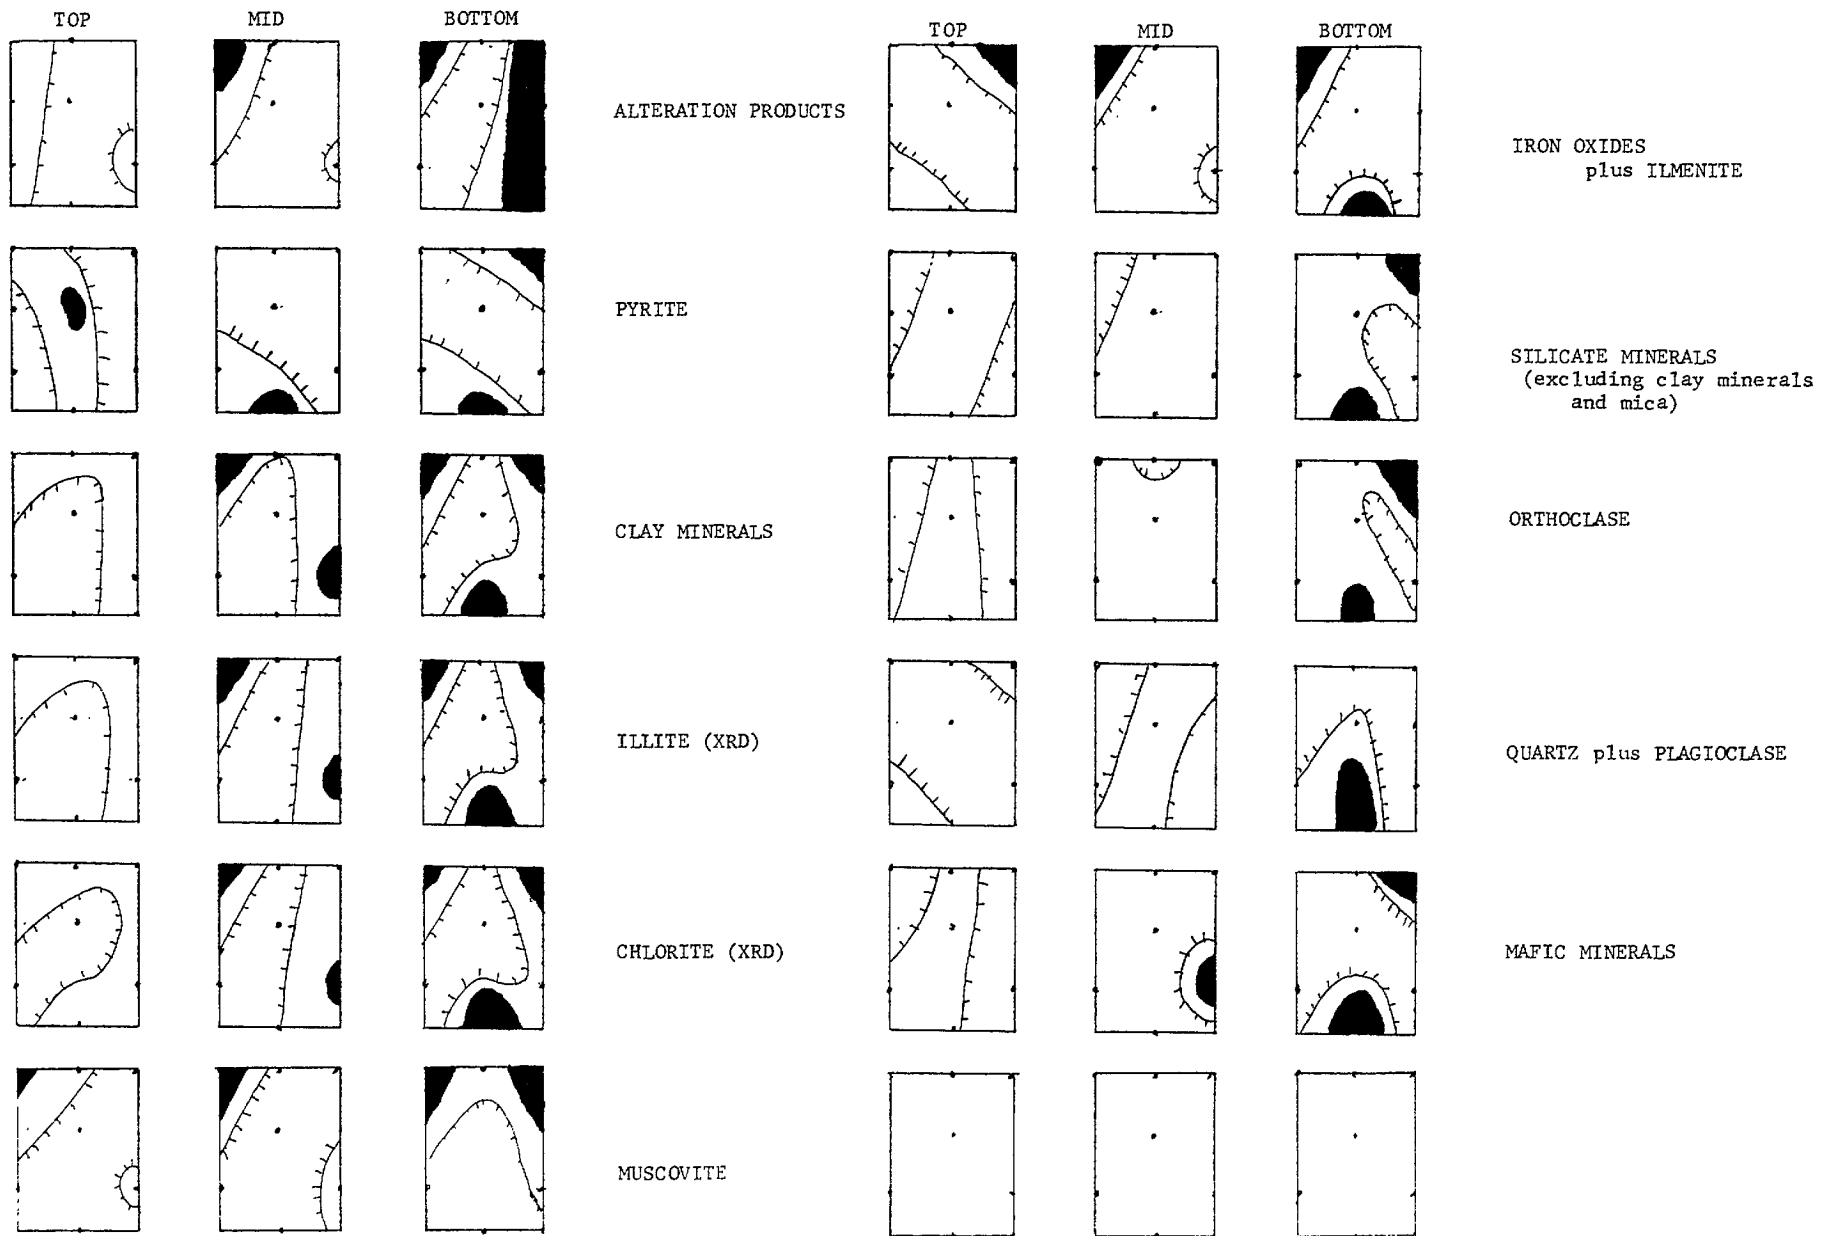 TOP MID BOTTOM
ALTERATION PRODUCTS
PYRITE
CLAY MINERALS
ILLITE (XRD)
CHLORITE (XRD)
MUSCOVITE
TOP MID BOTTOM
IRON OXIDES
plus ILMENITE
SILICATE MINERALS
(excluding clay minerals
and mica)
ORTHOCLASE
QUARTZ plus PLAGIOCLASE
MAFIC MINERALS